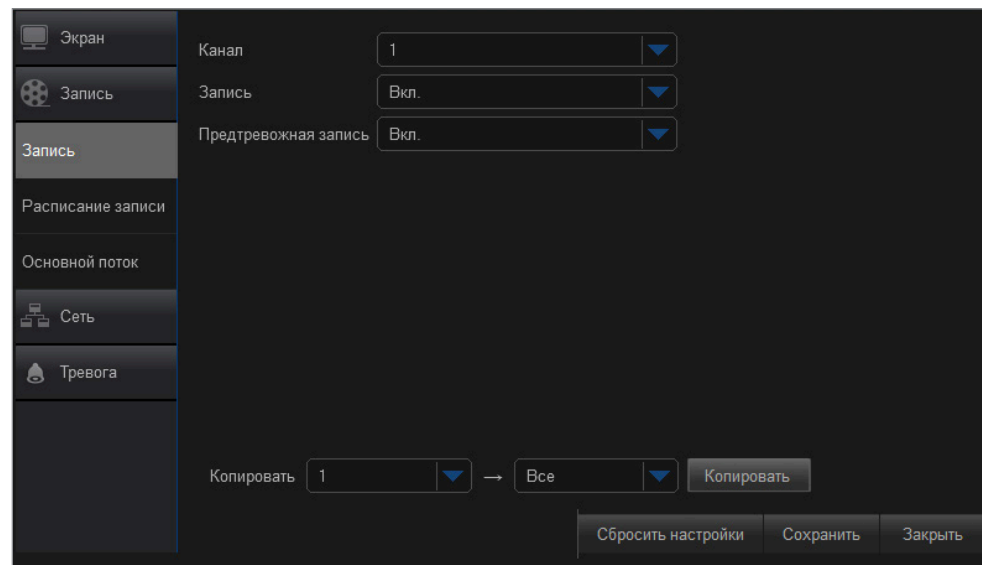 Экран
Запись
Запись
Расписание записи
Основной поток
Сеть
Тревога
Канал 1
Запись Вкл.
Предтревожная запись Вкл.
Копировать 1 → Все Копировать
Сбросить настройки Сохранить Закрыть